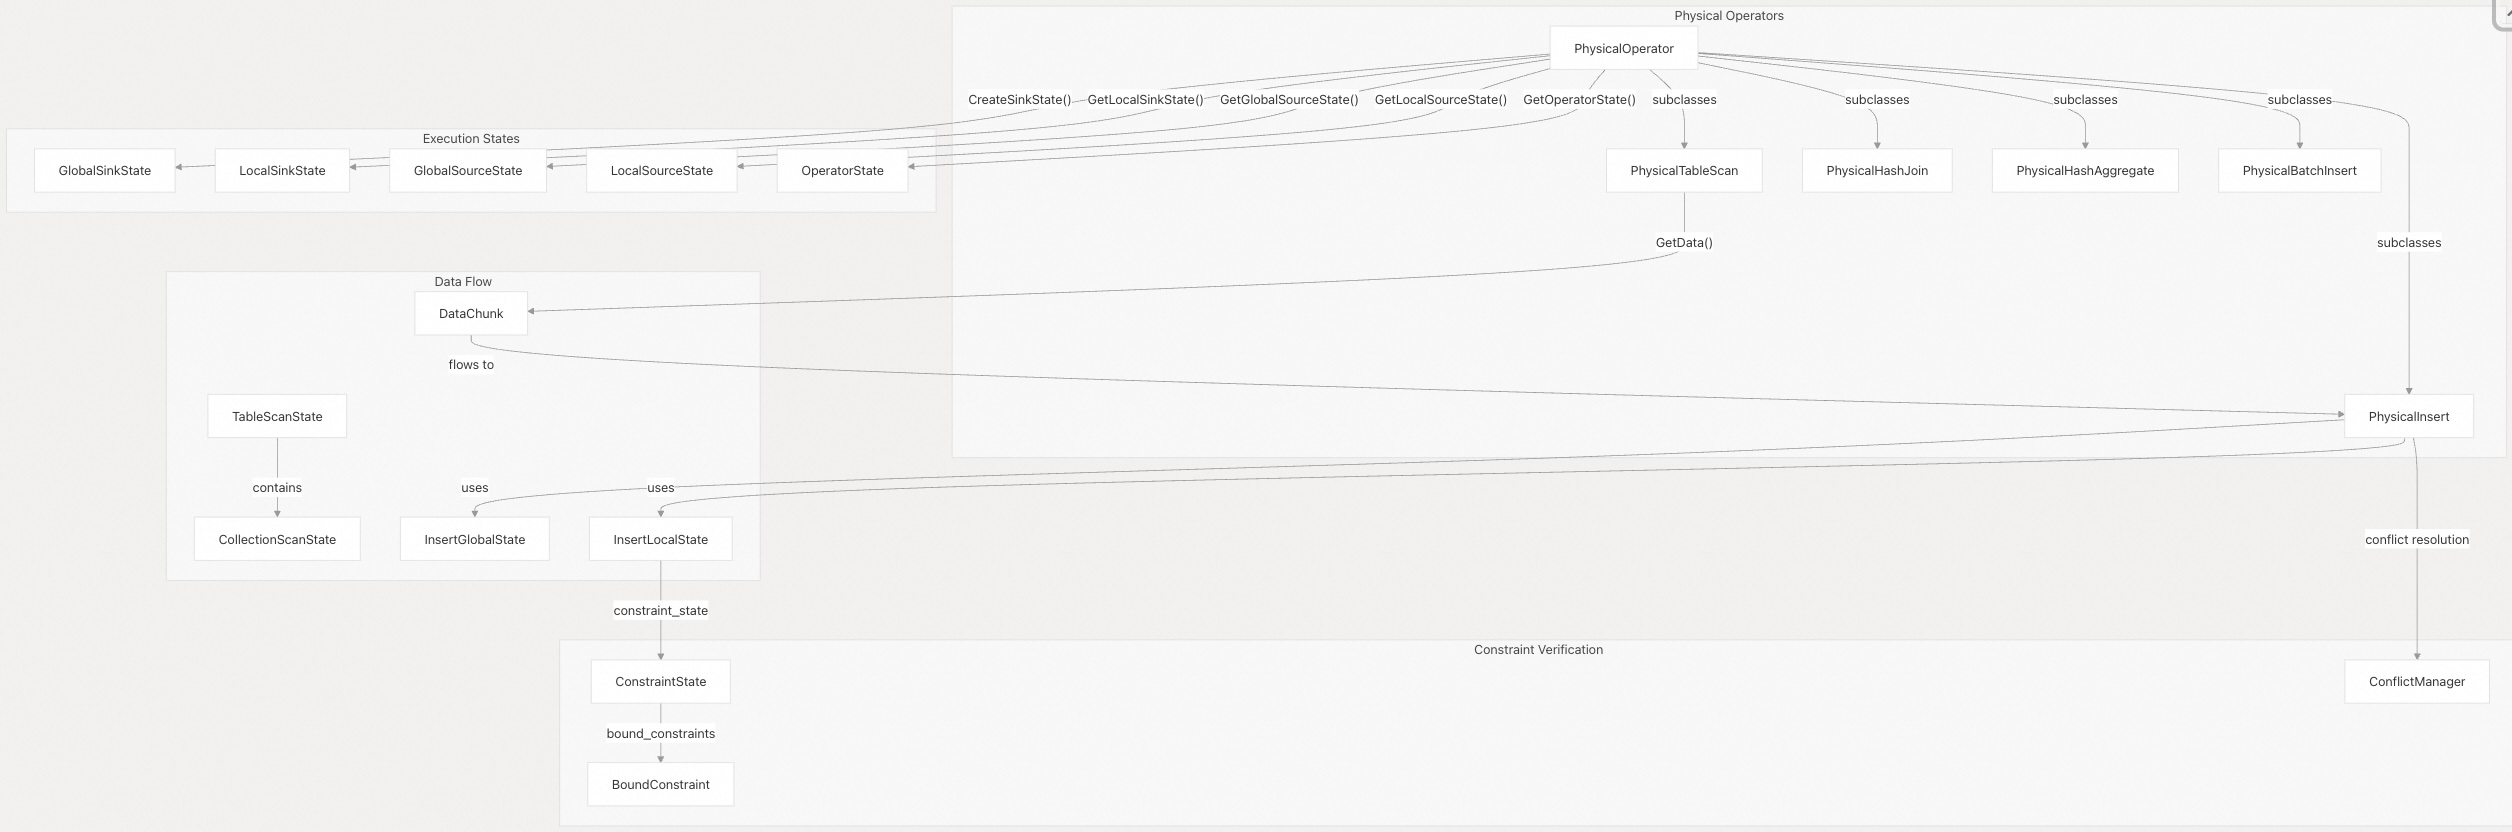 Physical Operators
PhysicalOperator
CreateSinkState()
GetLocalSinkState()
GetGlobalSourceState()
GetLocalSourceState()
GetOperatorState()
subclasses
subclasses
subclasses
subclasses
Execution States
GlobalSinkState
LocalSinkState
GlobalSourceState
LocalSourceState
OperatorState
PhysicalTableScan
PhysicalHashJoin
PhysicalHashAggregate
PhysicalBatchInsert
GetData()
subclasses
Data Flow
DataChunk
flows to
TableScanState
PhysicalInsert
contains
uses
uses
CollectionScanState
InsertGlobalState
InsertLocalState
conflict resolution
constraint_state
Constraint Verification
ConstraintState
ConflictManager
bound_constraints
BoundConstraint